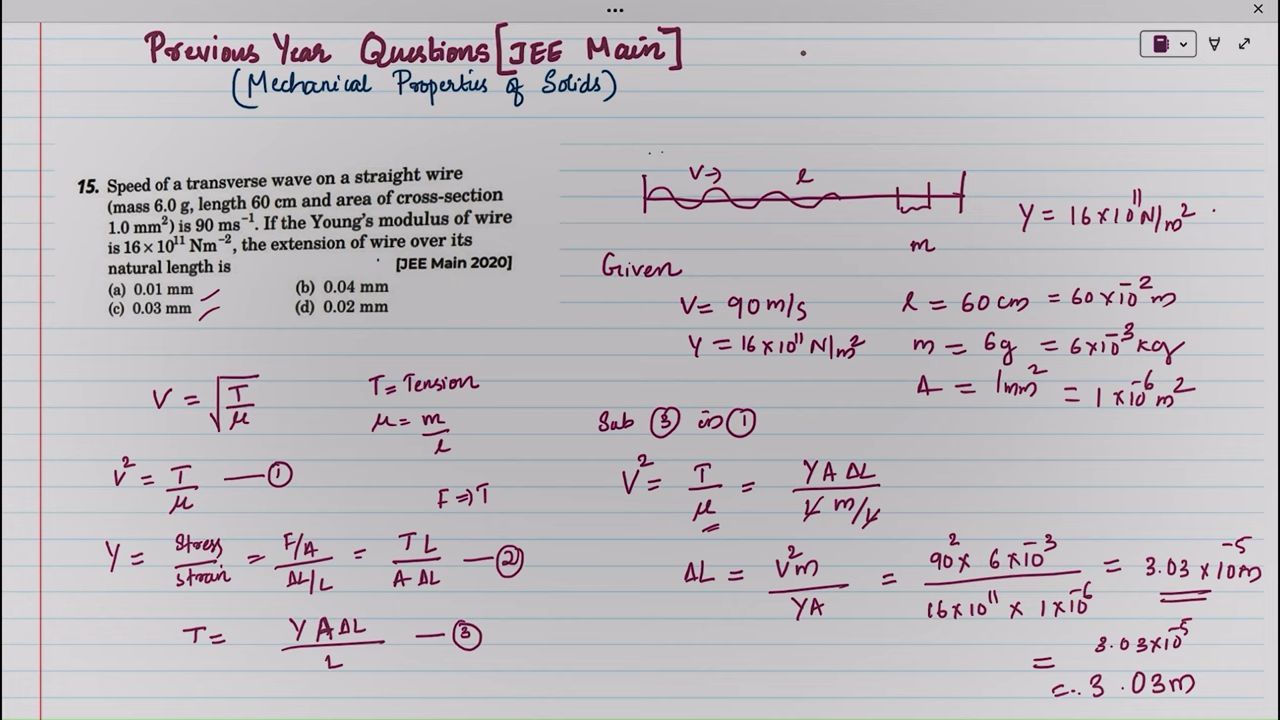 Previous Year Questions [JEE Main]
(Mechanical Properties of Solids)
15. Speed of a transverse wave on a straight wire
(mass 6.0 g, length 60 cm and area of cross-section
1.0 mm²) is 90 ms⁻¹. If the Young's modulus of wire
is 16 × 10¹¹ Nm⁻², the extension of wire over its
natural length is
[JEE Main 2020]
(a) 0.01 mm (b) 0.04 mm
(c) 0.03 mm (d) 0.02 mm
V→ l
m
Y = 16×10¹¹ N/m²
Given
V = 90 m/s l = 60 cm = 60×10⁻² m
Y = 16×10¹¹ N/m² m = 6g = 6×10⁻³ kg
A = 1mm² = 1×10⁻⁶ m²
V = √(T/μ) T = Tension
μ = m/l
V² = T/μ — ①
F ⇒ T
Y = Stress/Strain = (F/A)/(ΔL/L) = TL/(A ΔL) — ②
T = YAΔL/L — ③
Sub ③ in ①
V² = T/μ = YAΔL/(L m/L)
ΔL = V²m/YA = (90² × 6×10⁻³)/(16×10¹¹ × 1×10⁻⁶) = 3.03 × 10⁻⁵ m
= 3.03×10⁻⁵
= 3.03m